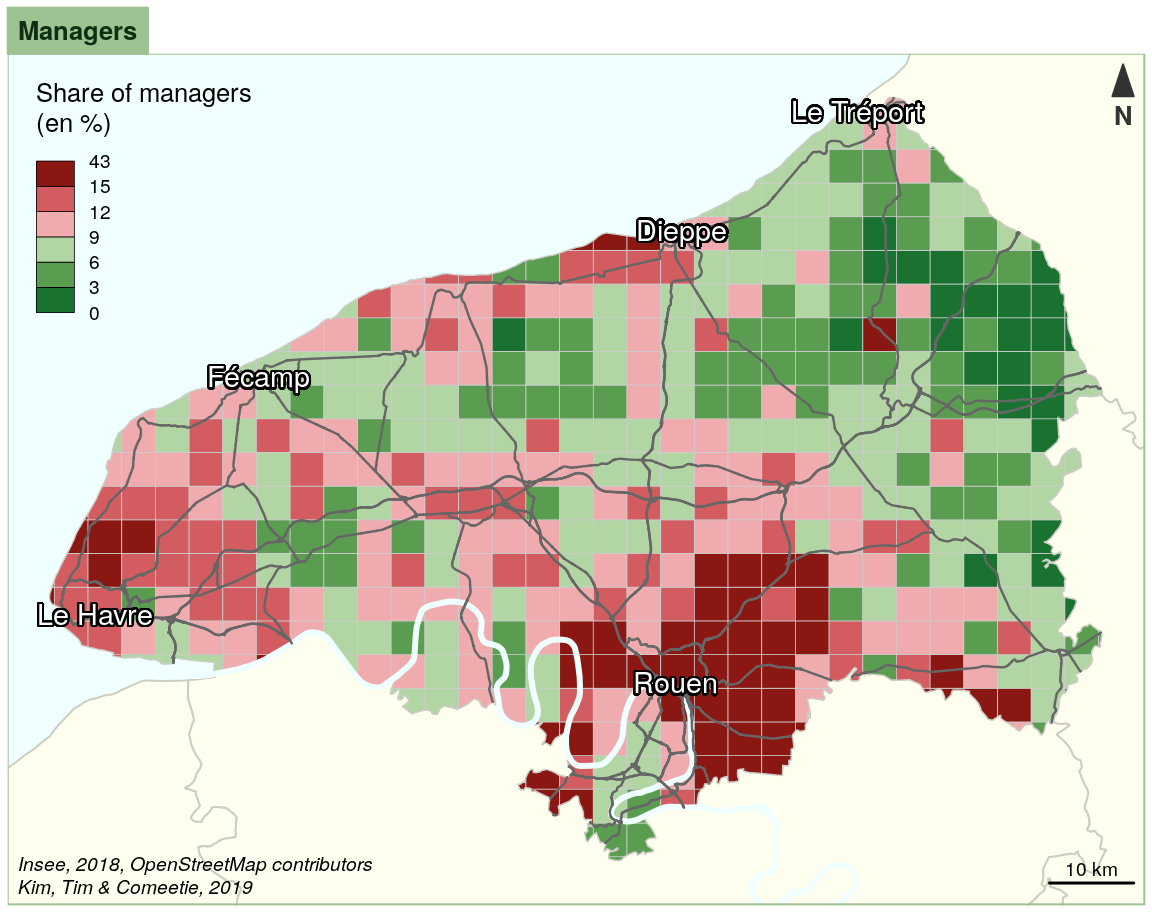 Managers
Share of managers
(en %)
43
15
12
9
6
3
0
N
Le Tréport
Dieppe
Fécamp
Le Havre
Rouen
Insee, 2018, OpenStreetMap contributors
Kim, Tim & Comeetie, 2019
10 km